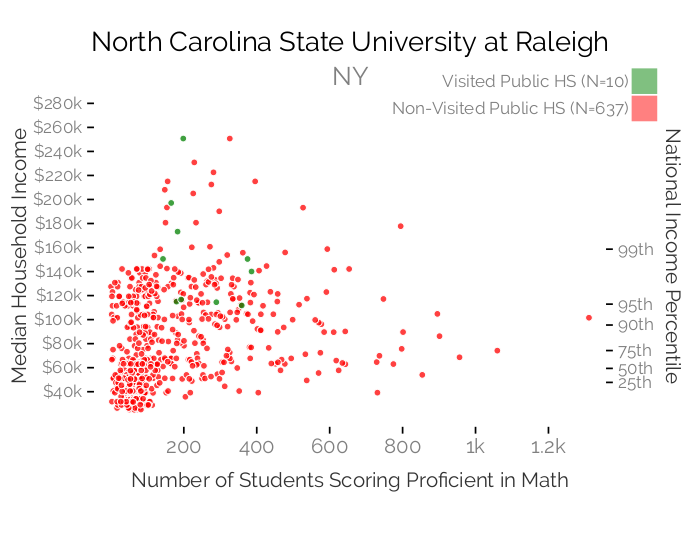 North Carolina State University at Raleigh
NY
Visited Public HS (N=10)
Non-Visited Public HS (N=637)
Median Household Income
$280k
$260k
$240k
$220k
$200k
$180k
$160k
$140k
$120k
$100k
$80k
$60k
$40k
National Income Percentile
99th
95th
90th
75th
50th
25th
200
400
600
800
1k
1.2k
Number of Students Scoring Proficient in Math